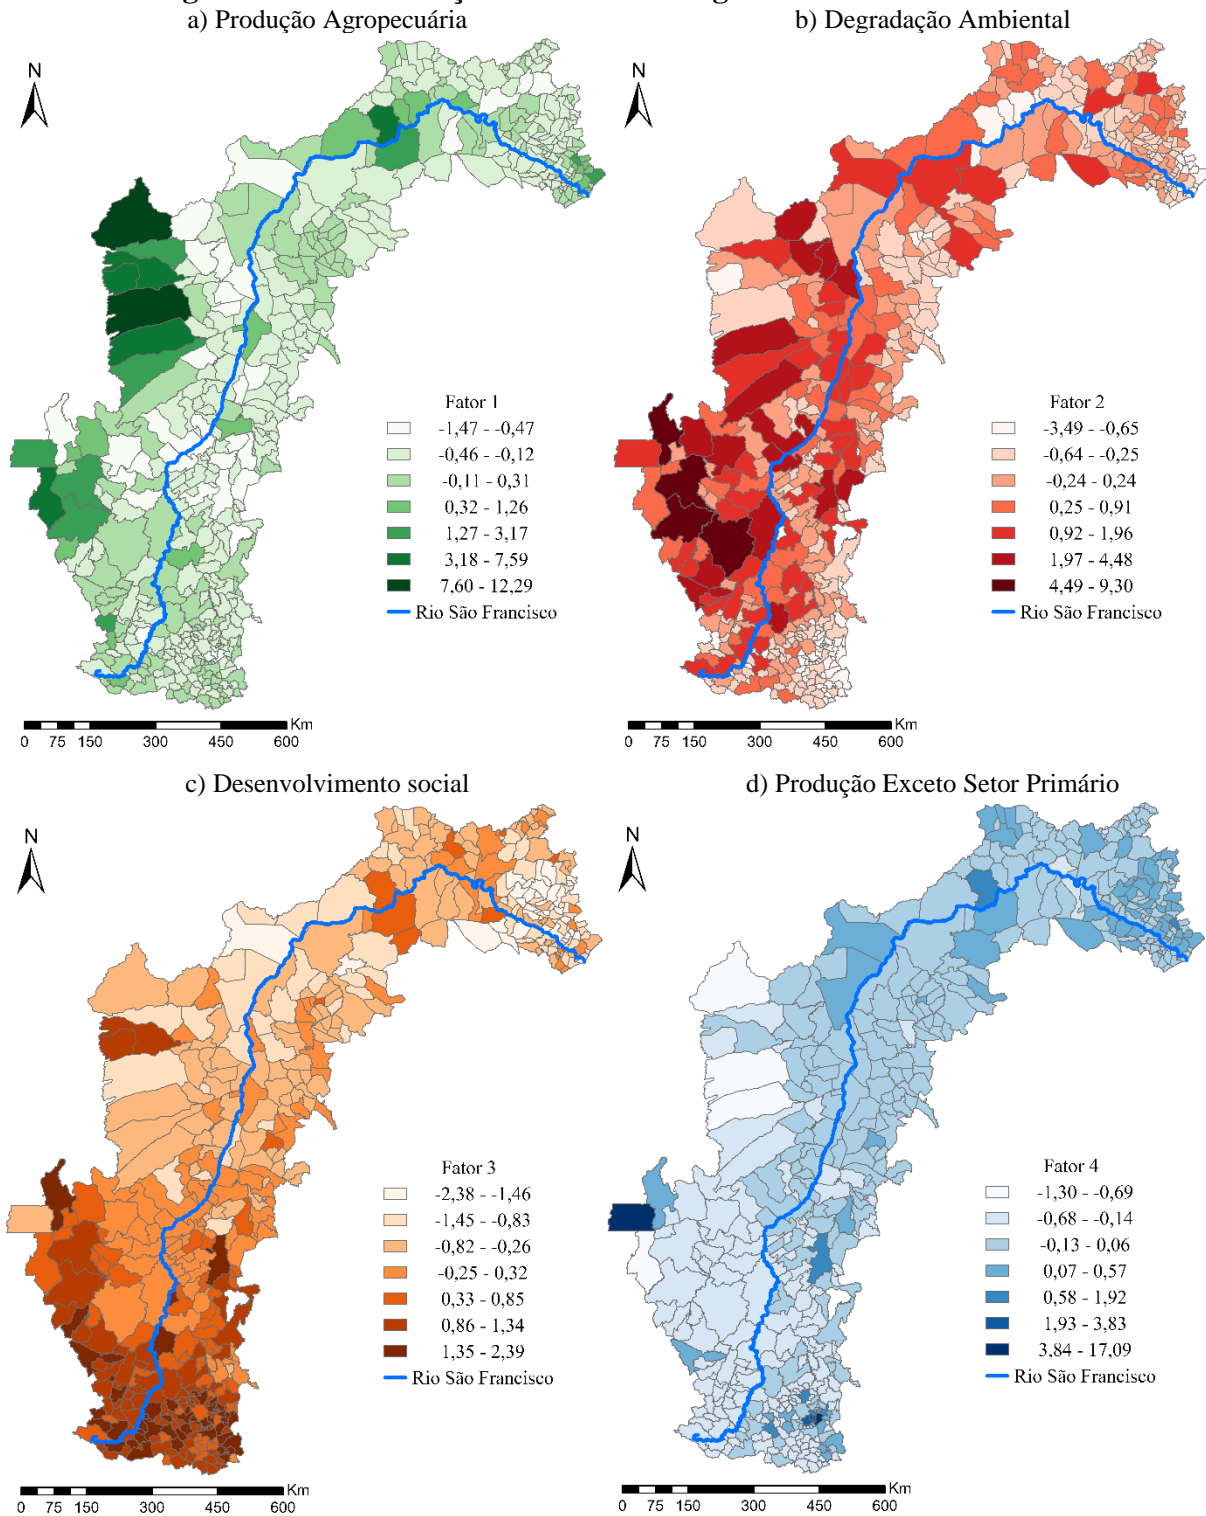 a) Produção Agropecuária
b) Degradação Ambiental
N
N
Fator 1
-1,47 - -0,47
-0,46 - -0,12
-0,11 - 0,31
0,32 - 1,26
1,27 - 3,17
3,18 - 7,59
7,60 - 12,29
Rio São Francisco
Km
0 75 150 300 450 600
Fator 2
-3,49 - -0,65
-0,64 - -0,25
-0,24 - 0,24
0,25 - 0,91
0,92 - 1,96
1,97 - 4,48
4,49 - 9,30
Rio São Francisco
Km
0 75 150 300 450 600
c) Desenvolvimento social
d) Produção Exceto Setor Primário
N
N
Fator 3
-2,38 - -1,46
-1,45 - -0,83
-0,82 - -0,26
-0,25 - 0,32
0,33 - 0,85
0,86 - 1,34
1,35 - 2,39
Rio São Francisco
Km
0 75 150 300 450 600
Fator 4
-1,30 - -0,69
-0,68 - -0,14
-0,13 - 0,06
0,07 - 0,57
0,58 - 1,92
1,93 - 3,83
3,84 - 17,09
Rio São Francisco
Km
0 75 150 300 450 600